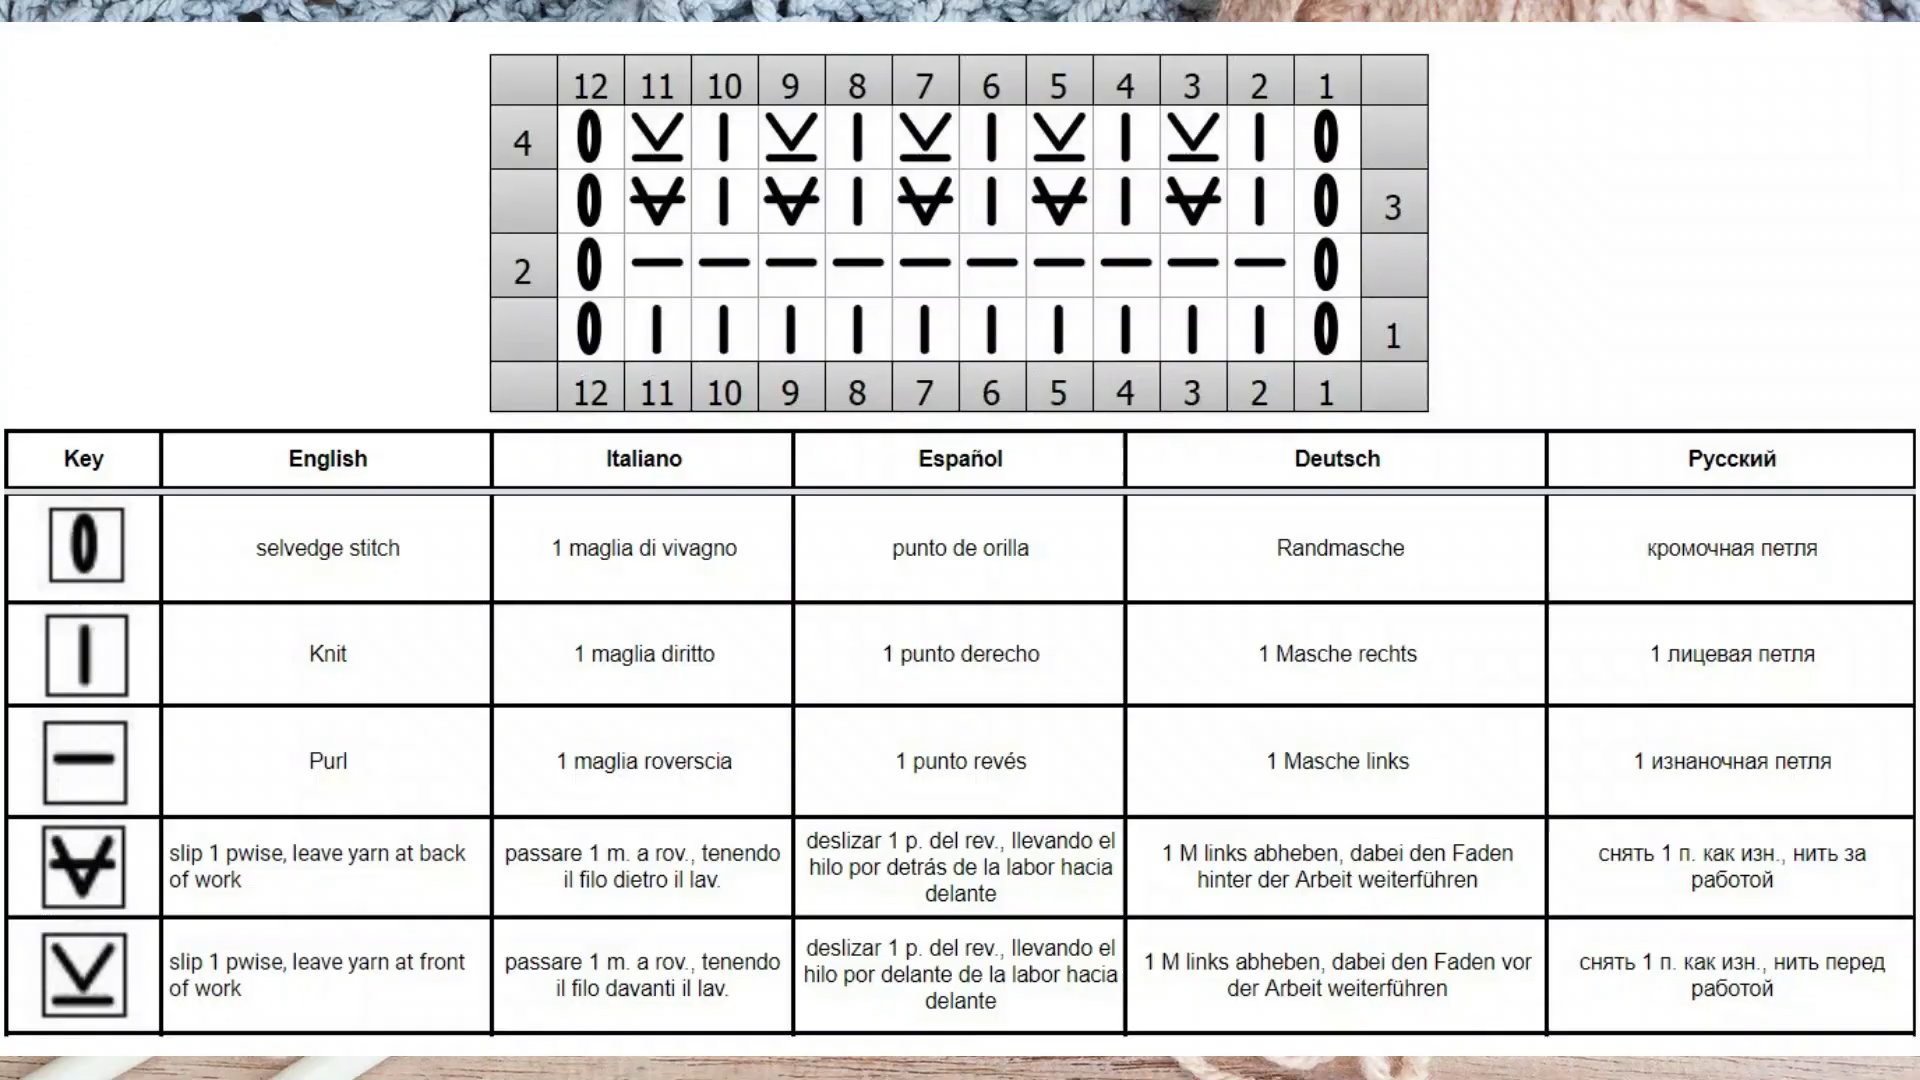 12 11 10 9 8 7 6 5 4 3 2 1
4
3
2
1
12 11 10 9 8 7 6 5 4 3 2 1
Key English Italiano Español Deutsch Русский
selvedge stitch 1 maglia di vivagno punto de orilla Randmasche кромочная петля
Knit 1 maglia diritto 1 punto derecho 1 Masche rechts 1 лицевая петля
Purl 1 maglia roverscia 1 punto revés 1 Masche links 1 изнаночная петля
slip 1 pwise, leave yarn at back
of work
passare 1 m. a rov., tenendo
il filo dietro il lav.
deslizar 1 p. del rev., llevando el
hilo por detrás de la labor hacia
delante
1 M links abheben, dabei den Faden
hinter der Arbeit weiterführen
снять 1 п. как изн., нить за
работой
slip 1 pwise, leave yarn at front
of work
passare 1 m. a rov., tenendo
il filo davanti il lav.
deslizar 1 p. del rev., llevando el
hilo por delante de la labor hacia
delante
1 M links abheben, dabei den Faden vor
der Arbeit weiterführen
снять 1 п. как изн., нить перед
работой